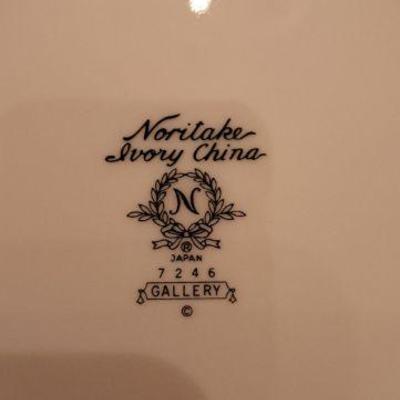 Noritake
Ivory China
N
®
JAPAN
7246
GALLERY
©